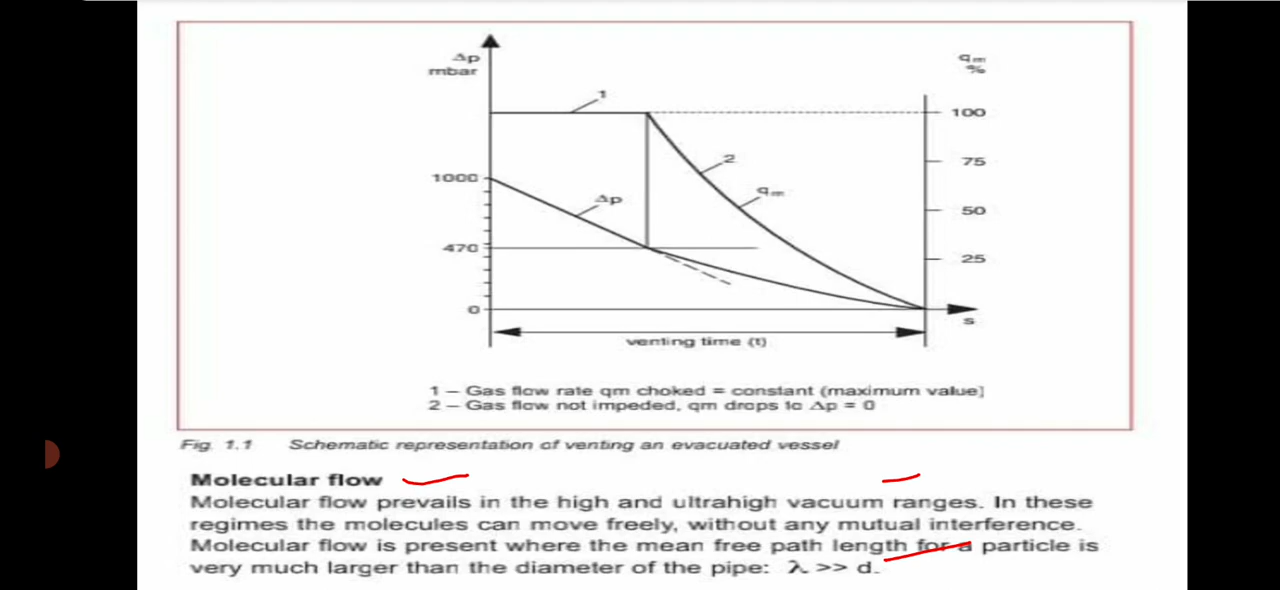 Δp
mbar
qm
%
1
100
2
75
1000
Δp
qm
50
470
25
0
s
venting time (t)
1 – Gas flow rate qm choked = constant (maximum value)
2 – Gas flow not impeded, qm drops to Δp = 0
Fig. 1.1 Schematic representation of venting an evacuated vessel
Molecular flow
Molecular flow prevails in the high and ultrahigh vacuum ranges. In these
regimes the molecules can move freely, without any mutual interference.
Molecular flow is present where the mean free path length for a particle is
very much larger than the diameter of the pipe: λ >> d.